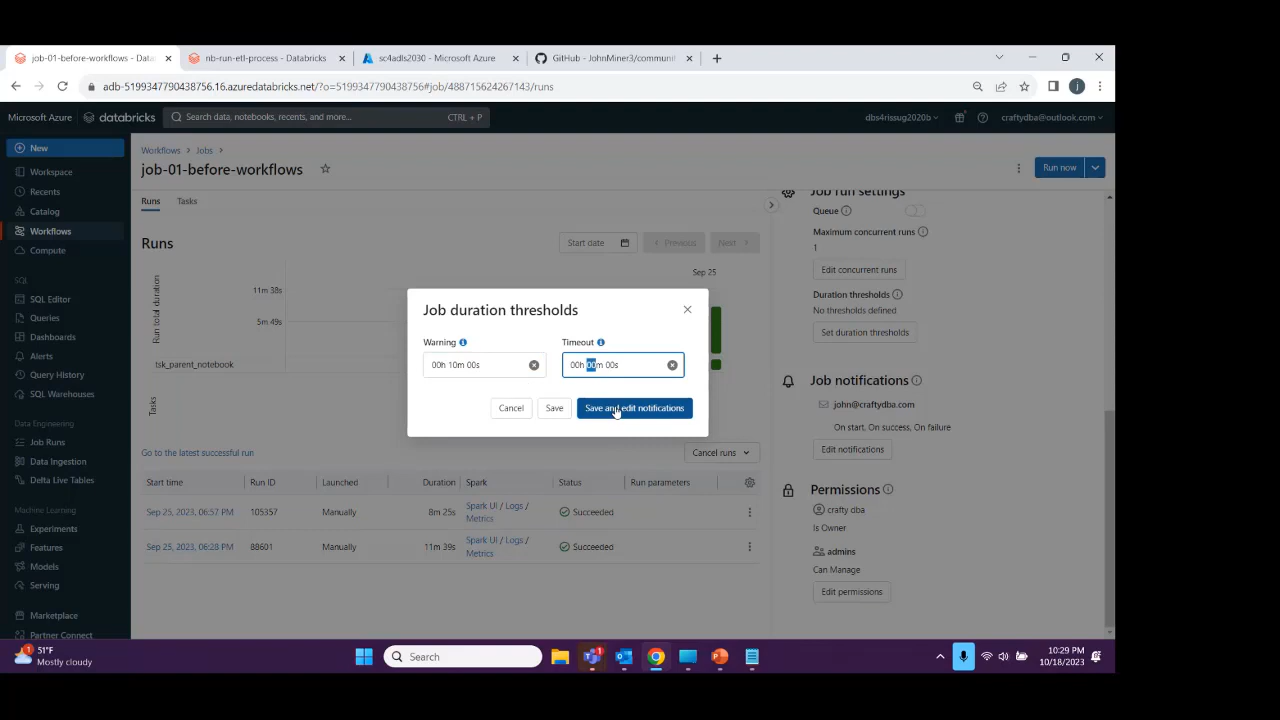 job-01-before-workflows - Data
nb-run-etl-process - Databricks
sc4adls2030 - Microsoft Azure
GitHub - JohnMiner3/communit
adb-5199347790438756.16.azuredatabricks.net/?o=5199347790438756#job/488715624267143/runs
Microsoft Azure
databricks
Search data, notebooks, recents, and more...
CTRL + P
dbs4rissug2020b
craftydba@outlook.com
New
Workspace
Recents
Catalog
Workflows
Compute
SQL
SQL Editor
Queries
Dashboards
Alerts
Query History
SQL Warehouses
Data Engineering
Job Runs
Data Ingestion
Delta Live Tables
Machine Learning
Experiments
Features
Models
Serving
Marketplace
Partner Connect
Workflows > Jobs >
job-01-before-workflows
Run now
Runs
Tasks
Runs
Start date
Previous
Next
Sep 25
Run total duration
11m 38s
5m 49s
tsk_parent_notebook
Tasks
Job duration thresholds
Warning
Timeout
00h 10m 00s
00h 00m 00s
Cancel
Save
Save and edit notifications
Go to the latest successful run
Cancel runs
Start time
Run ID
Launched
Duration
Spark
Status
Run parameters
Sep 25, 2023, 06:57 PM
105357
Manually
8m 25s
Spark UI / Logs /
Metrics
Succeeded
Sep 25, 2023, 06:28 PM
88601
Manually
11m 39s
Spark UI / Logs /
Metrics
Succeeded
Job run settings
Queue
Maximum concurrent runs
1
Edit concurrent runs
Duration thresholds
No thresholds defined
Set duration thresholds
Job notifications
john@craftydba.com
On start, On success, On failure
Edit notifications
Permissions
crafty dba
Is Owner
admins
Can Manage
Edit permissions
1
51°F
Mostly cloudy
Search
1
10:29 PM
10/18/2023